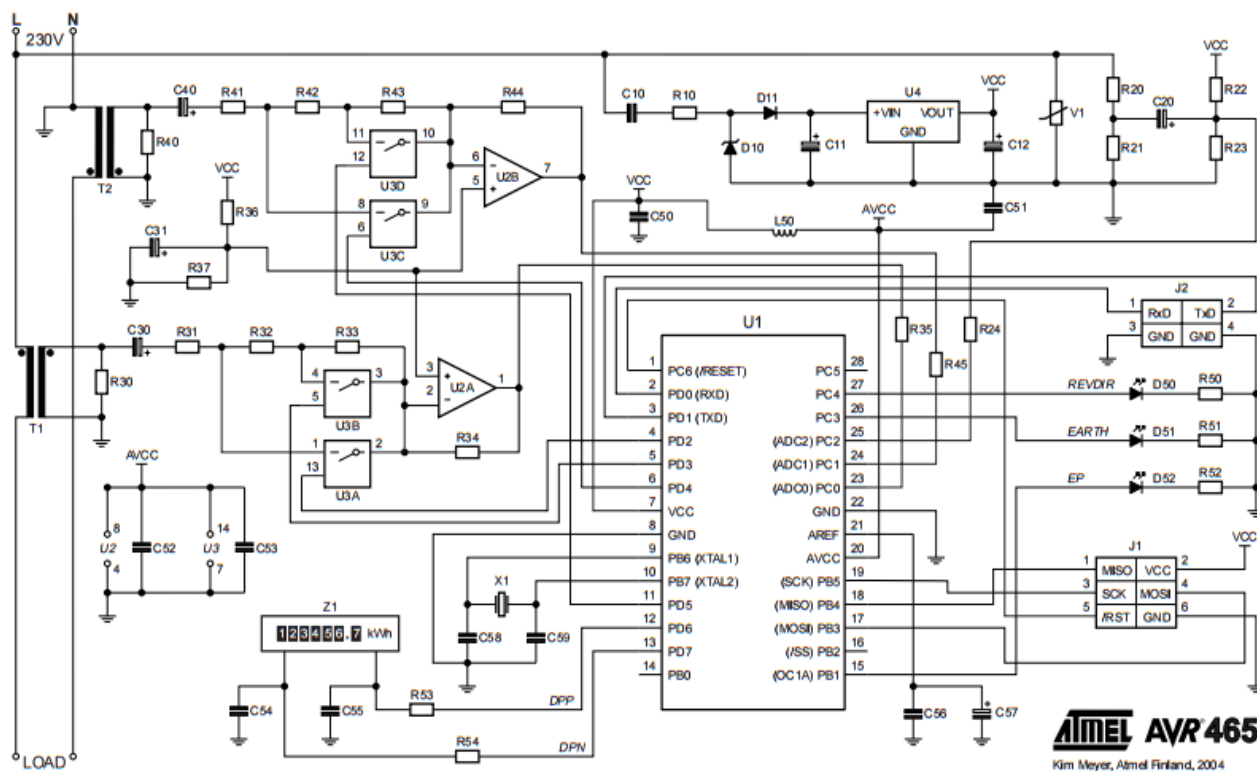 L N
230V
C40 R41 R42 R43 R44
C10 R10 D11 U4 VCC
+VIN VOUT
GND
V1 R20 C20 VCC R22
D10 C11 C12 R21 R23
R40
T2
11 10
12
U3D
6 7
5
U2B
VCC
R36
8 9
6
U3C
C31
R37
VCC
C50
L50
AVCC
C51
C30 R31 R32 R33
R30
T1
4 3
5
U3B
3 1
2
U2A
1 2
13
U3A
R34
R35 R24
R45
J2
1 RxD TxD 2
3 GND GND 4
U1
1 PC6 (/RESET) PC5 28
2 PD0 (RXD) PC4 27
3 PD1 (TXD) PC3 26
4 PD2 (ADC2) PC2 25
5 PD3 (ADC1) PC1 24
6 PD4 (ADC0) PC0 23
7 VCC GND 22
8 GND AREF 21
9 PB6 (XTAL1) AVCC 20
10 PB7 (XTAL2) (SCK) PB5 19
11 PD5 (MISO) PB4 18
12 PD6 (MOSI) PB3 17
13 PD7 (/SS) PB2 16
14 PB0 (OC1A) PB1 15
REVDIR D50 R50
EARTH D51 R51
EP D52 R52
AVCC
8 14
U2 C52 U3 C53
4 7
J1 VCC
1 MISO VCC 2
3 SCK MOSI 4
5 /RST GND 6
X1
C58 C59
Z1
123456.7 kWh
C54 C55
R53 DPP
R54 DPN
C56 C57
LOAD
ATMEL AVR 465
Kim Meyer, Atmel Finland, 2004